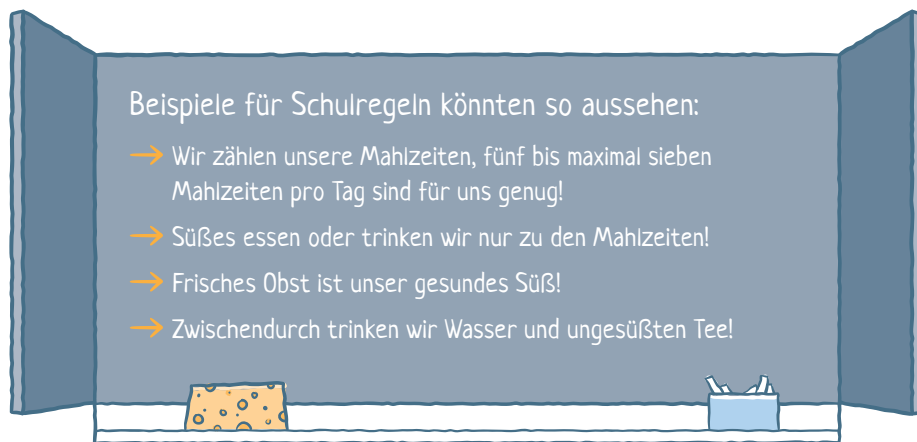 Beispiele für Schulregeln könnten so aussehen:
→ Wir zählen unsere Mahlzeiten, fünf bis maximal sieben
Mahlzeiten pro Tag sind für uns genug!
→ Süßes essen oder trinken wir nur zu den Mahlzeiten!
→ Frisches Obst ist unser gesundes Süß!
→ Zwischendurch trinken wir Wasser und ungesüßten Tee!